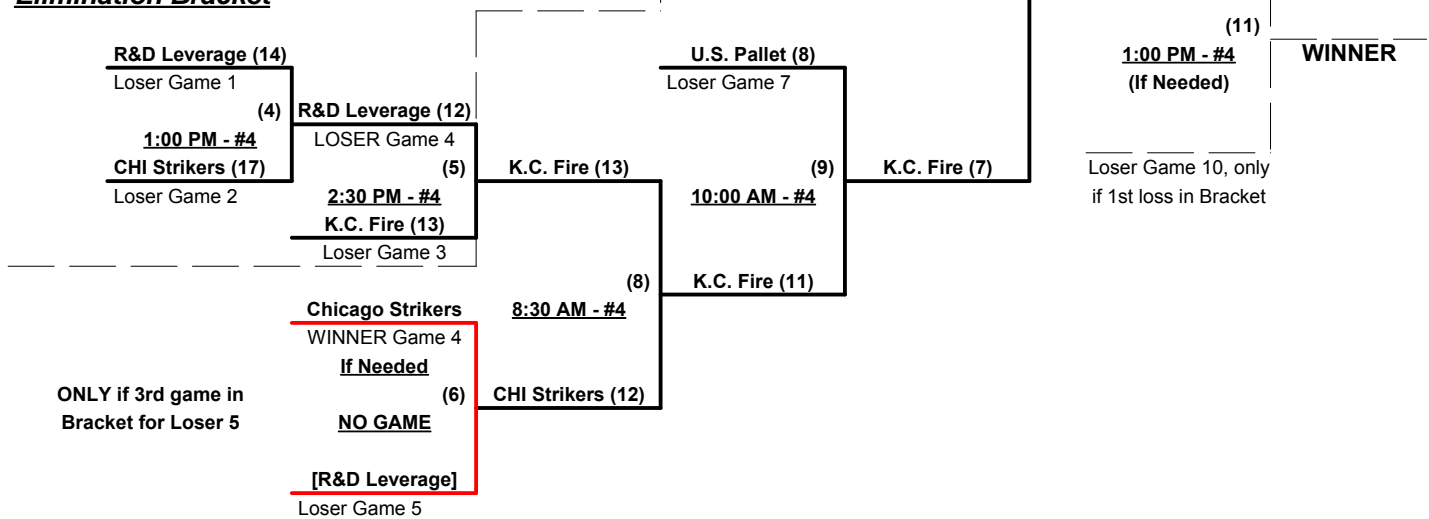 Elimination Bracket
(11)
R&D Leverage (14)
U.S. Pallet (8)
1:00 PM - #4
WINNER
Loser Game 1
Loser Game 7
(If Needed)
(4)
R&D Leverage (12)
1:00 PM - #4
LOSER Game 4
CHI Strikers (17)
(5)
K.C. Fire (13)
(9)
K.C. Fire (7)
Loser Game 10, only
Loser Game 2
2:30 PM - #4
10:00 AM - #4
if 1st loss in Bracket
K.C. Fire (13)
Loser Game 3
(8)
K.C. Fire (11)
Chicago Strikers
8:30 AM - #4
WINNER Game 4
If Needed
ONLY if 3rd game in
(6)
CHI Strikers (12)
Bracket for Loser 5
NO GAME
[R&D Leverage]
Loser Game 5